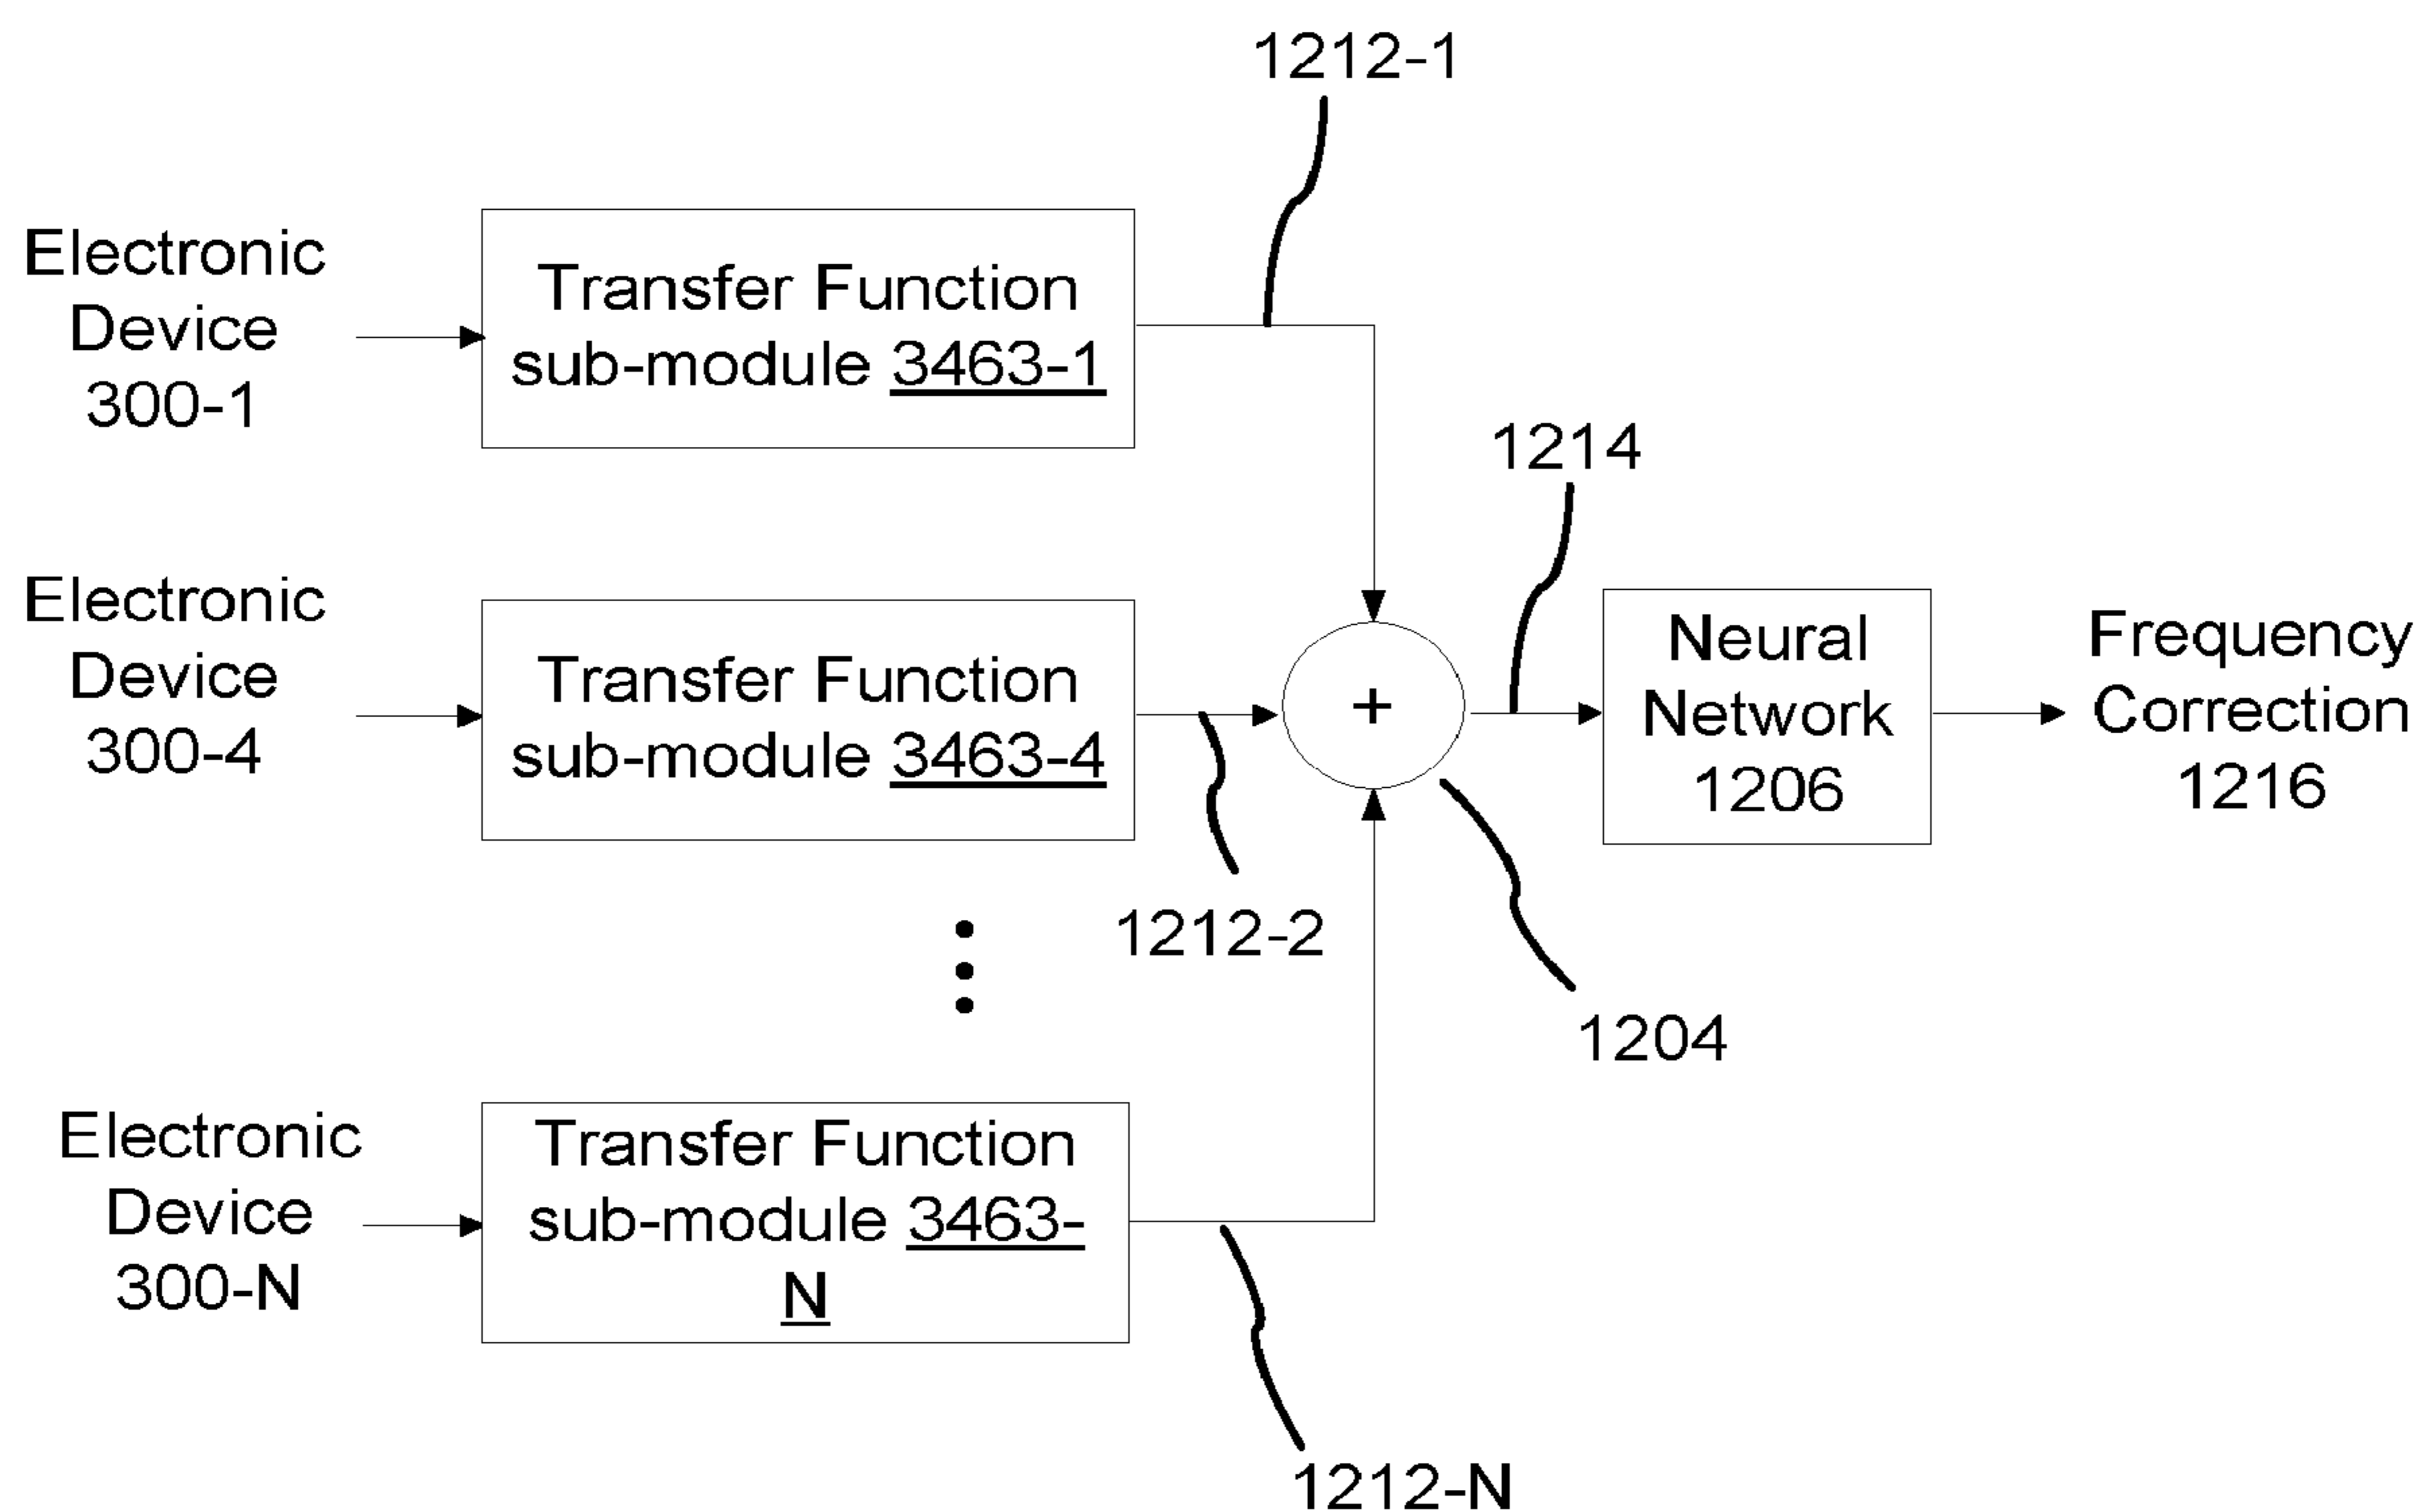 1212-1
Electronic
Device
300-1
Transfer Function
sub-module 3463-1
1214
Electronic
Device
300-4
Transfer Function
sub-module 3463-4
+
Neural
Network
1206
Frequency
Correction
1216
1212-2
1204
Electronic
Device
300-N
Transfer Function
sub-module 3463-
N
1212-N